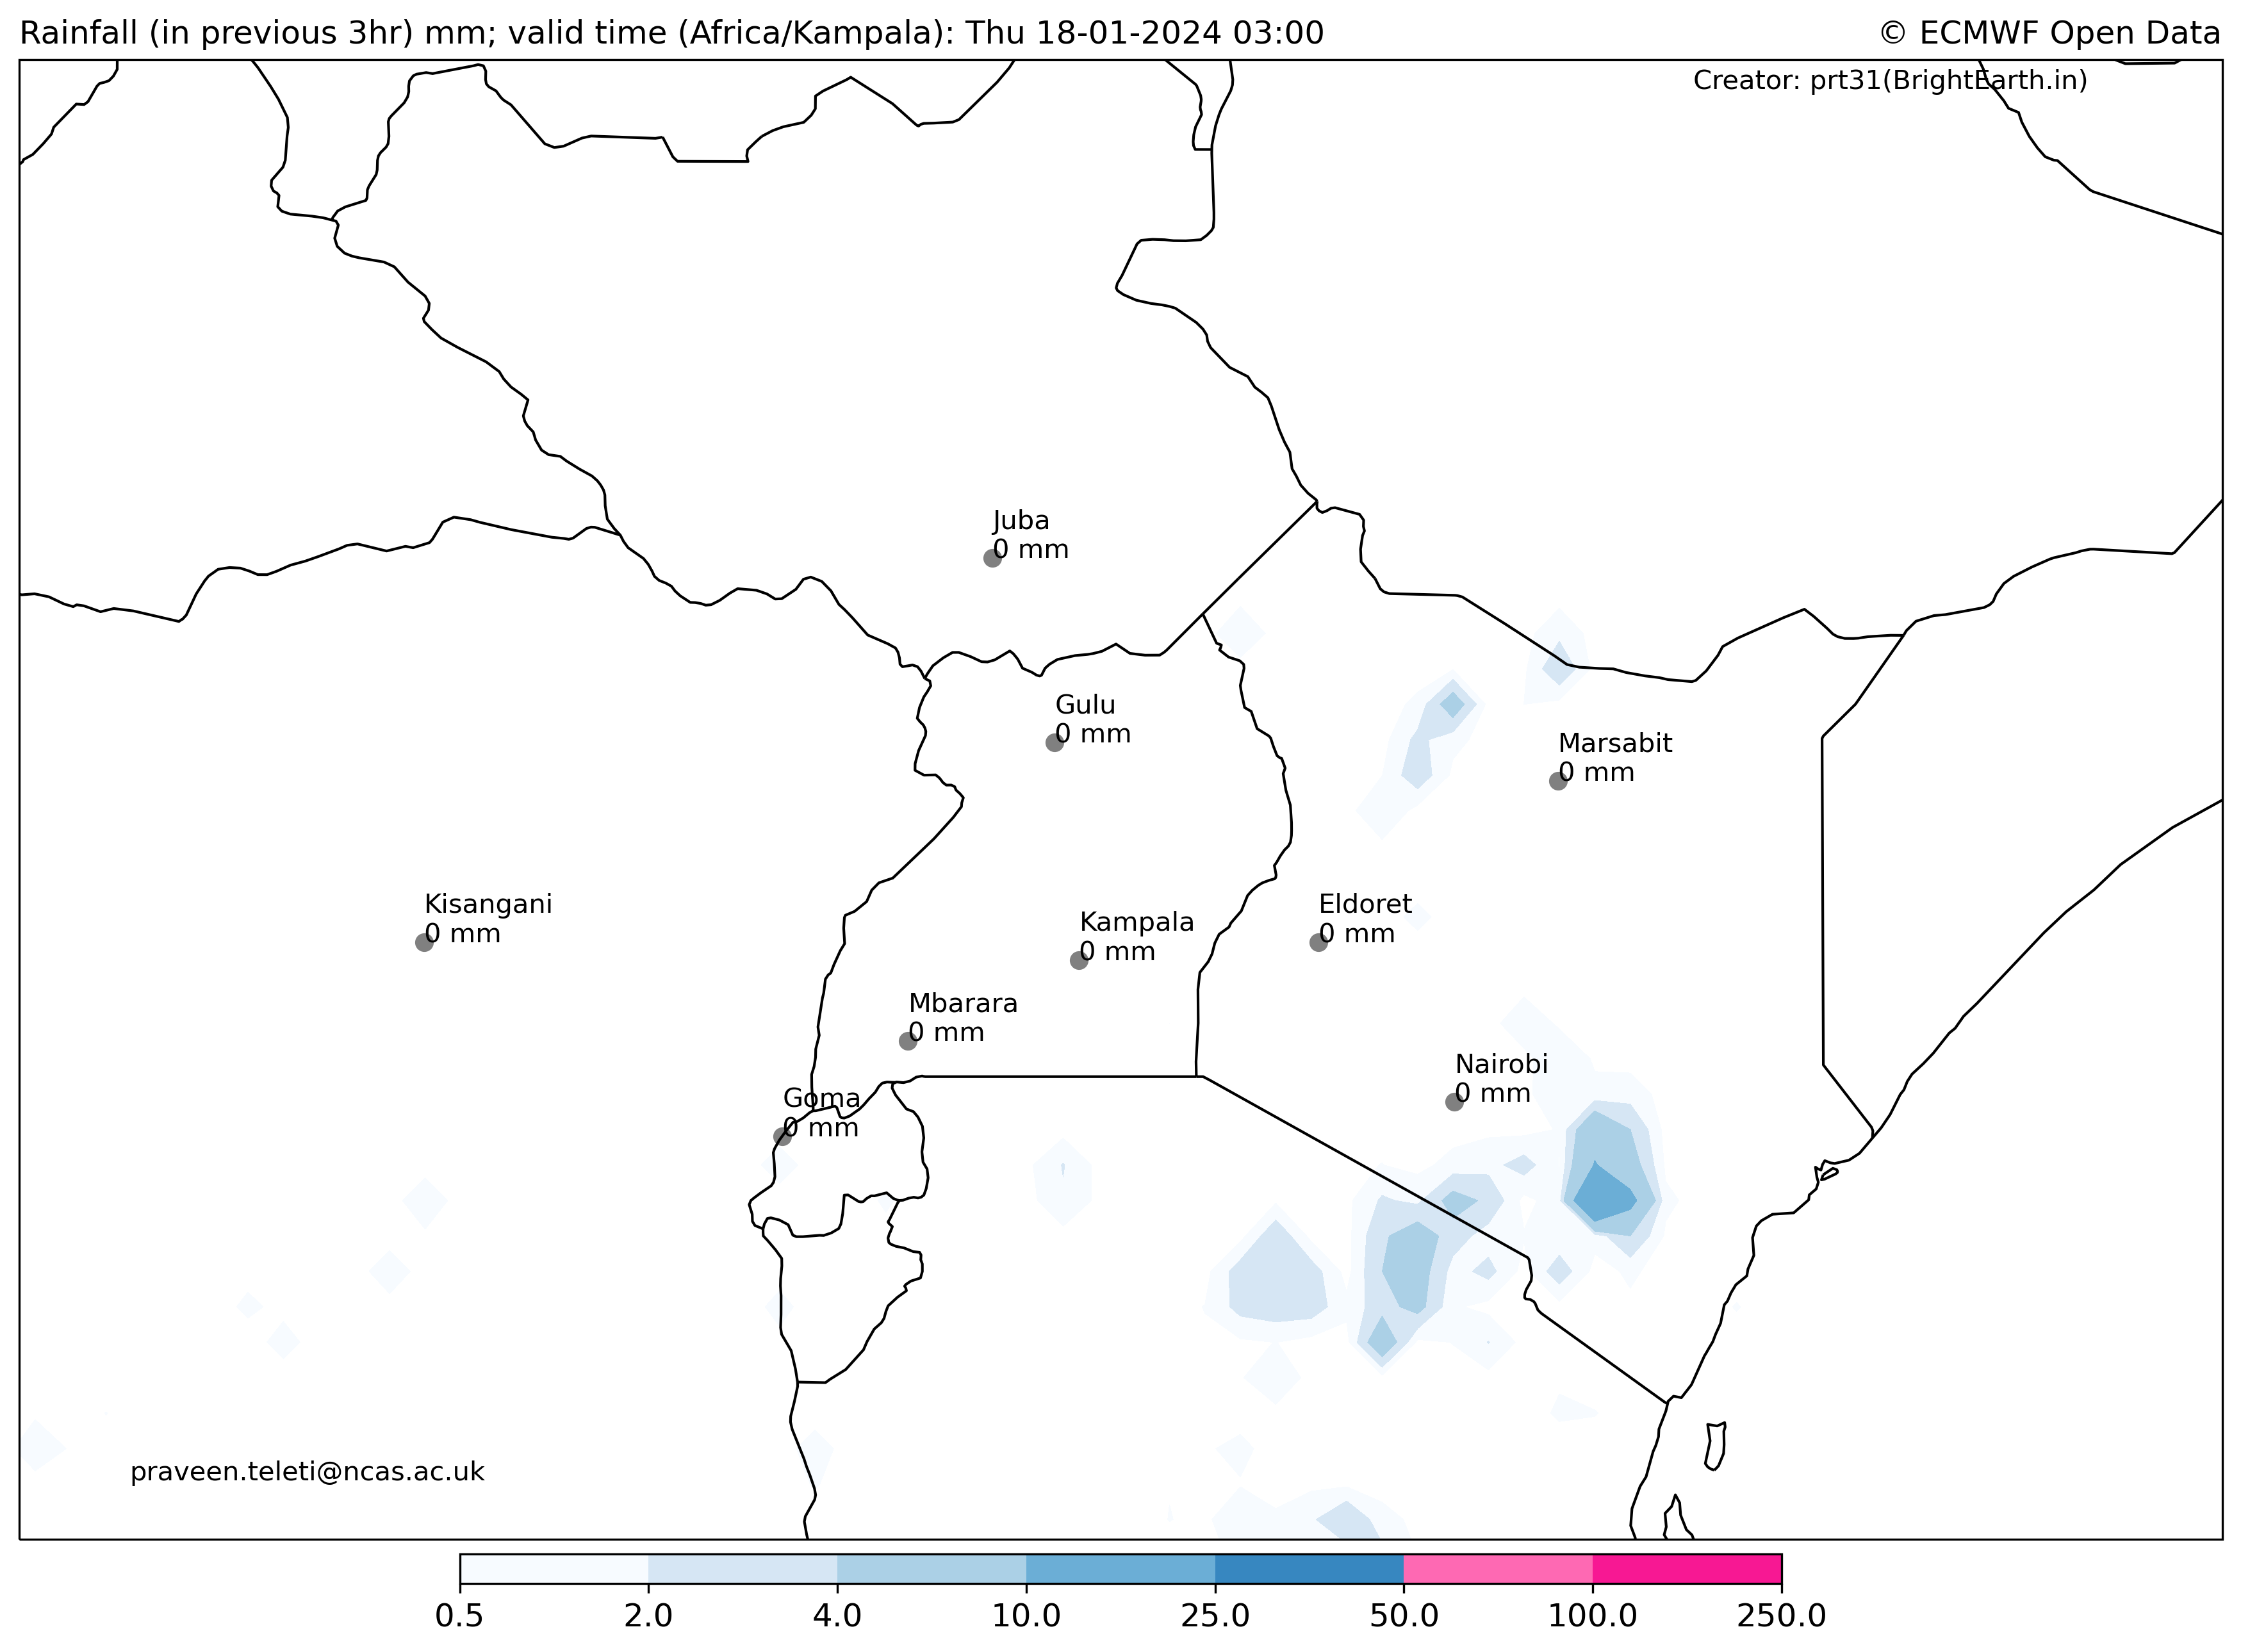 Rainfall (in previous 3hr) mm; valid time (Africa/Kampala): Thu 18-01-2024 03:00
© ECMWF Open Data
Creator: prt31(BrightEarth.in)
Juba
0 mm
Gulu
0 mm
Marsabit
0 mm
Kisangani
0 mm
Eldoret
0 mm
Kampala
0 mm
Mbarara
0 mm
Nairobi
0 mm
Goma
0 mm
praveen.teleti@ncas.ac.uk
0.5 2.0 4.0 10.0 25.0 50.0 100.0 250.0